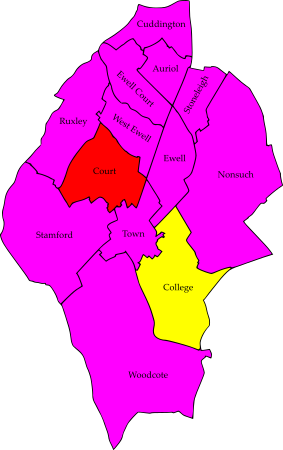 Cuddington
Auriol
Ewell Court
Stoneleigh
Ruxley
West Ewell
Ewell
Court
Nonsuch
Stamford
Town
College
Woodcote